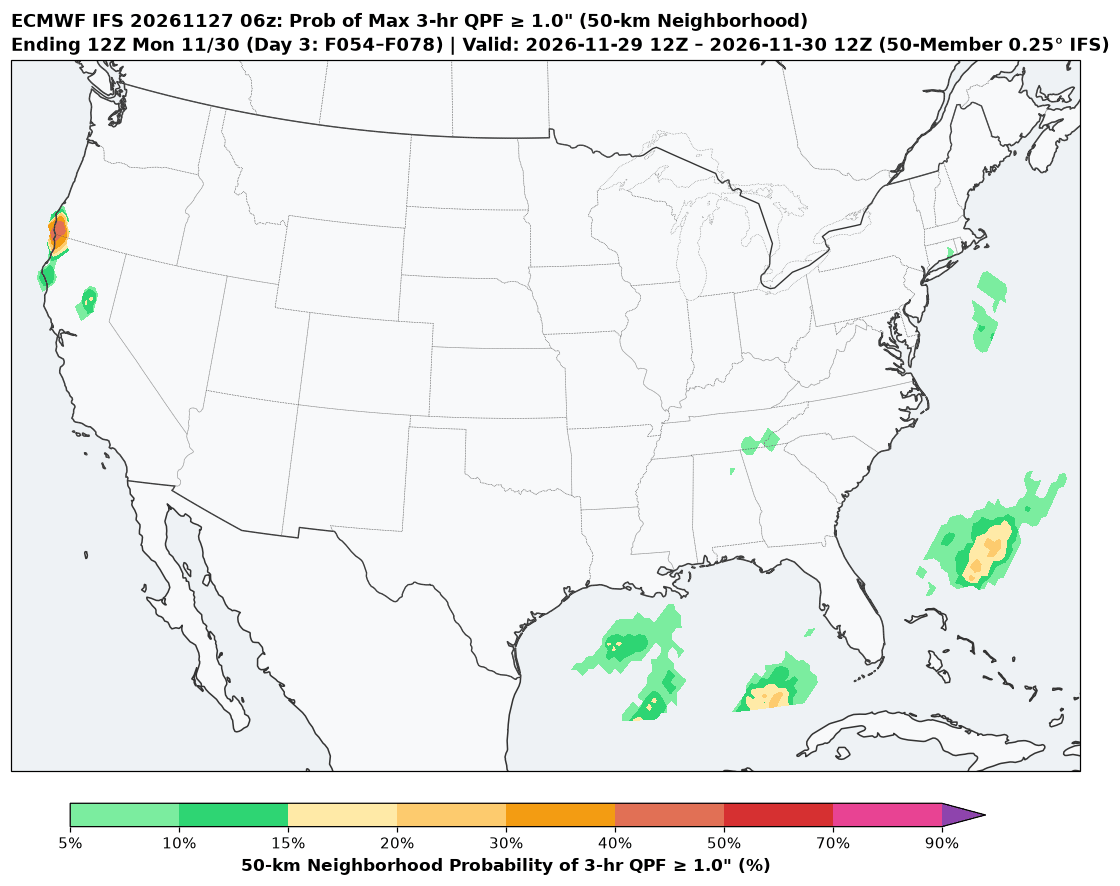 ECMWF IFS 20261127 06z: Prob of Max 3-hr QPF ≥ 1.0" (50-km Neighborhood)
Ending 12Z Mon 11/30 (Day 3: F054–F078) | Valid: 2026-11-29 12Z – 2026-11-30 12Z (50-Member 0.25° IFS)
5% 10% 15% 20% 30% 40% 50% 70% 90%
50-km Neighborhood Probability of 3-hr QPF ≥ 1.0" (%)